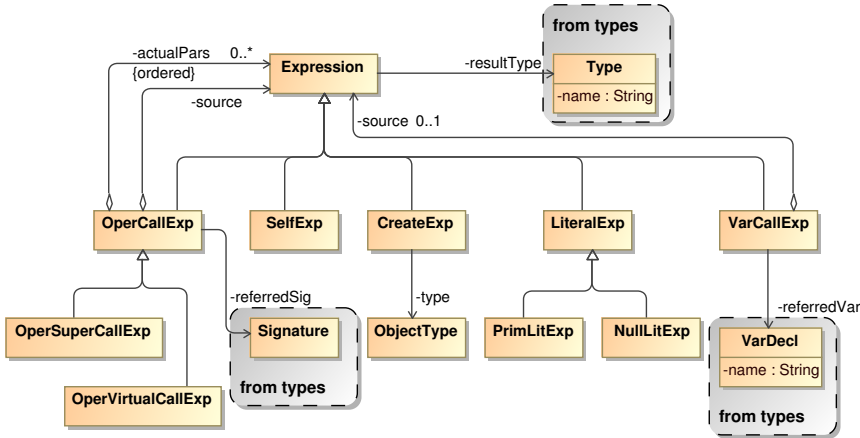 from types
-actualPars 0..*
{ordered}
Expression
-resultType
Type
-name : String
-source
-source 0..1
OperCallExp
SelfExp
CreateExp
LiteralExp
VarCallExp
-referredSig
-type
-referredVar
OperSuperCallExp
Signature
ObjectType
PrimLitExp
NullLitExp
VarDecl
-name : String
from types
OperVirtualCallExp
from types